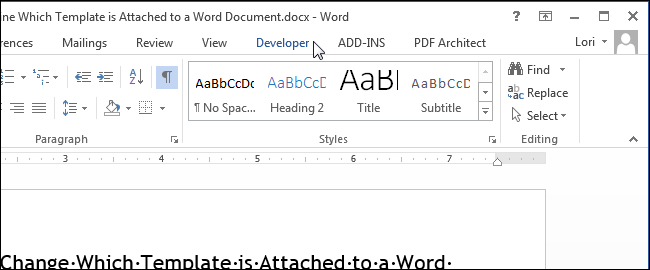 ne Which Template is Attached to a Word Document.docx - Word
rences Mailings Review View Developer ADD-INS PDF Architect Lori
AaBbCcDc AaBbCcD AaBl AaBbCcD Find
Replace
¶ No Spac... Heading 2 Title Subtitle Select
Paragraph Styles Editing
3 4 5 6 7
Change·Which·Template·is·Attached·to·a·Word·